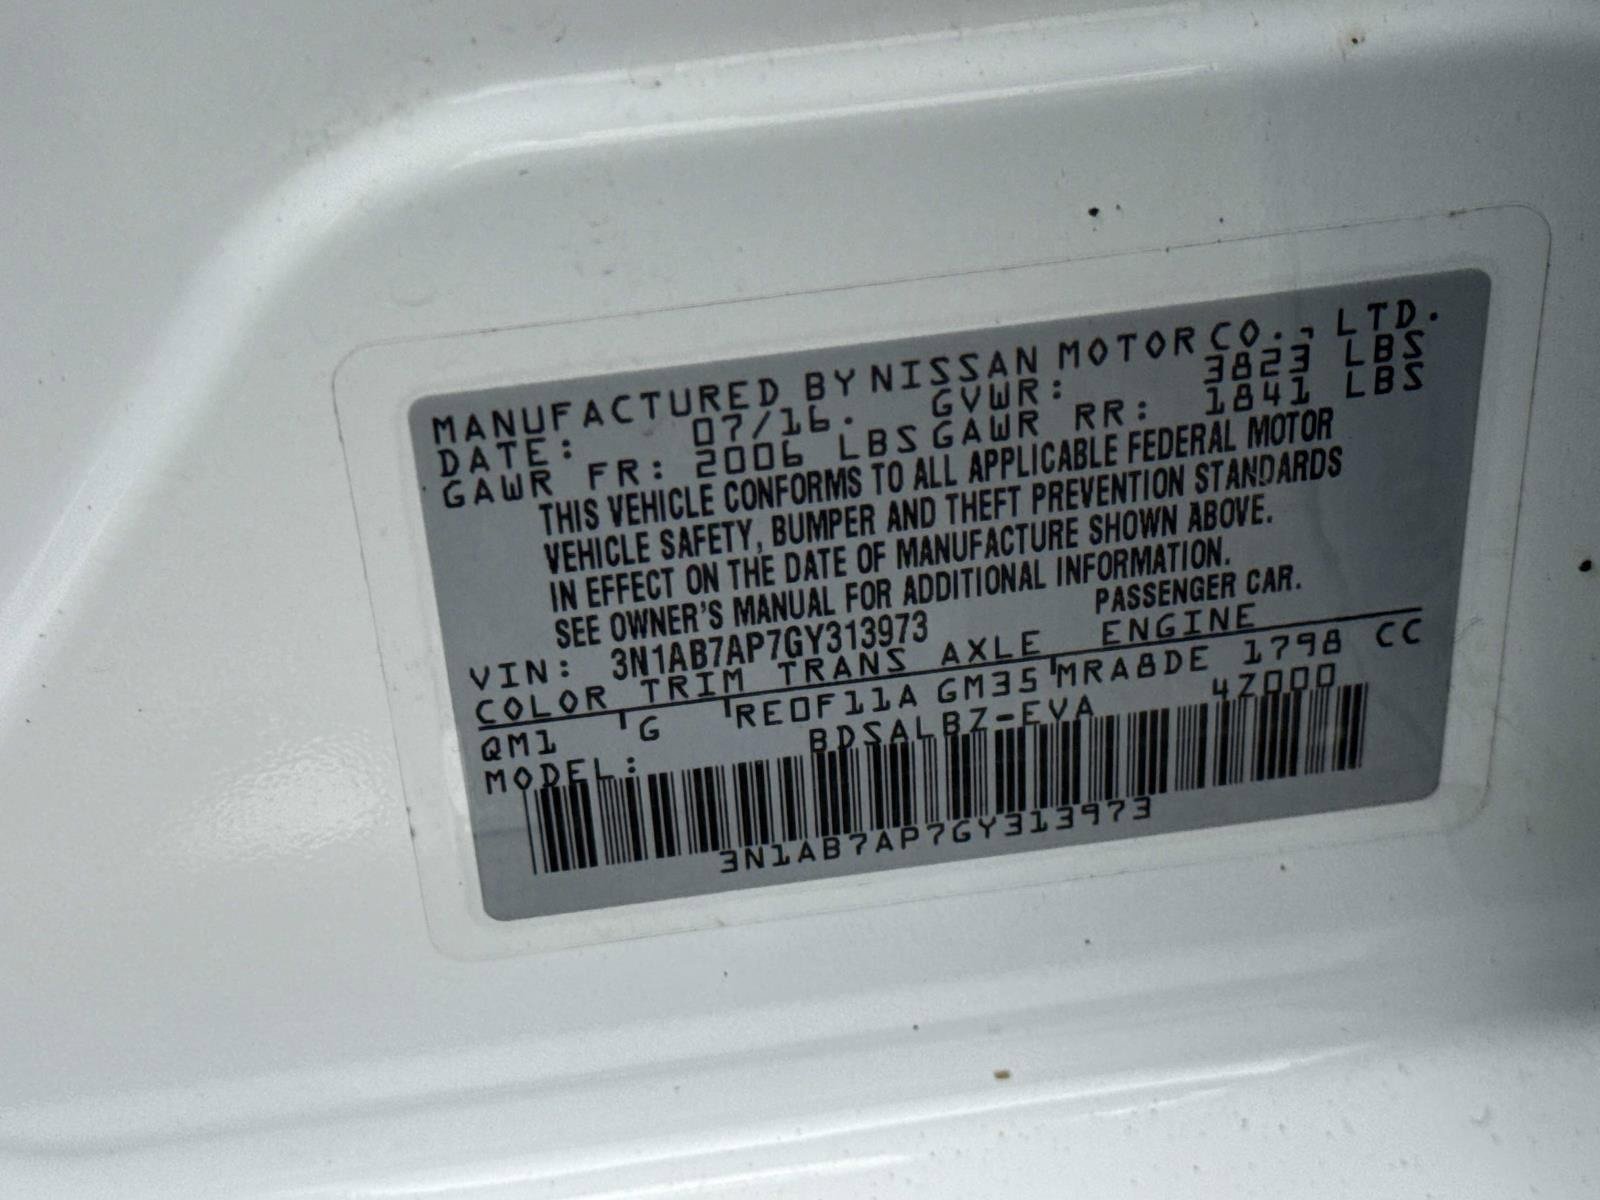 MANUFACTURED BY NISSAN MOTOR CO., LTD.
DATE: 07/16. GVWR: 3823 LBS
GAWR FR: 2006 LBS GAWR RR: 1841 LBS
THIS VEHICLE CONFORMS TO ALL APPLICABLE FEDERAL MOTOR
VEHICLE SAFETY, BUMPER AND THEFT PREVENTION STANDARDS
IN EFFECT ON THE DATE OF MANUFACTURE SHOWN ABOVE.
SEE OWNER'S MANUAL FOR ADDITIONAL INFORMATION.
VIN: 3N1AB7AP7GY313973 PASSENGER CAR.
COLOR TRIM TRANS AXLE ENGINE
QM1 G RE0F11A GM35 MRA8DE 1798 CC
MODEL: BDSALBZ-EVA 4Z000
3N1AB7AP7GY313973